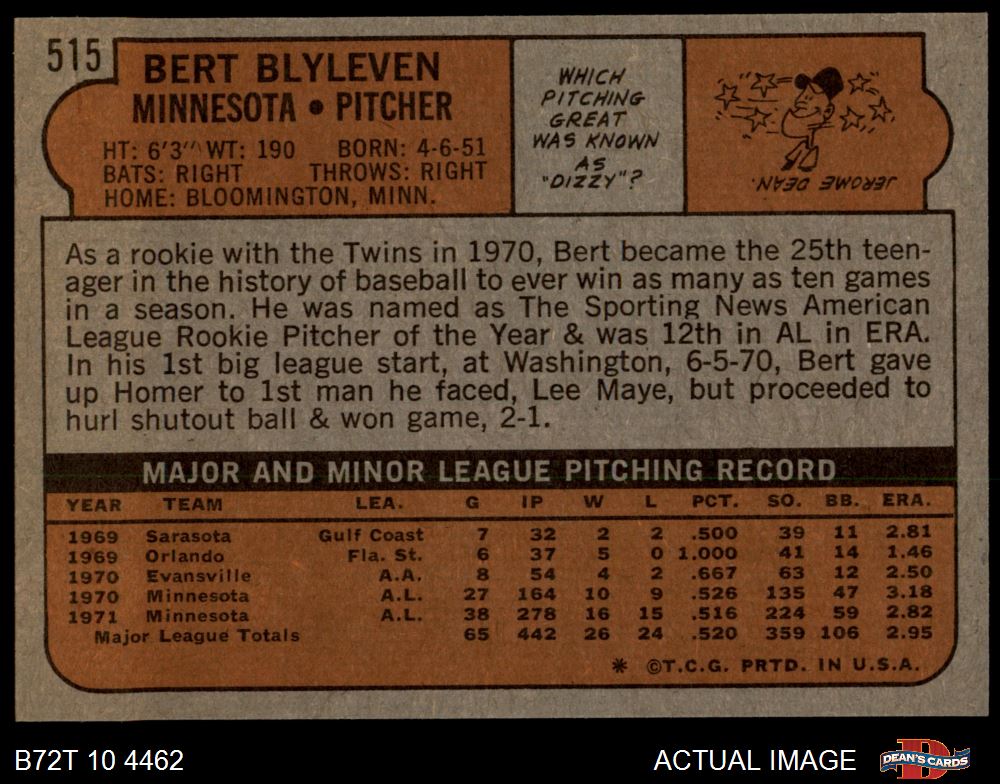 515
BERT BLYLEVEN
MINNESOTA • PITCHER
HT: 6'3" WT: 190 BORN: 4-6-51
BATS: RIGHT THROWS: RIGHT
HOME: BLOOMINGTON, MINN.
WHICH
PITCHING
GREAT
WAS KNOWN
AS
"DIZZY"?
JEROME DEAN.
As a rookie with the Twins in 1970, Bert became the 25th teen-
ager in the history of baseball to ever win as many as ten games
in a season. He was named as The Sporting News American
League Rookie Pitcher of the Year & was 12th in AL in ERA.
In his 1st big league start, at Washington, 6-5-70, Bert gave
up Homer to 1st man he faced, Lee Maye, but proceeded to
hurl shutout ball & won game, 2-1.
MAJOR AND MINOR LEAGUE PITCHING RECORD
YEAR TEAM LEA. G IP W L PCT. SO. BB. ERA.
1969 Sarasota Gulf Coast 7 32 2 2 .500 39 11 2.81
1969 Orlando Fla. St. 6 37 5 0 1.000 41 14 1.46
1970 Evansville A.A. 8 54 4 2 .667 63 12 2.50
1970 Minnesota A.L. 27 164 10 9 .526 135 47 3.18
1971 Minnesota A.L. 38 278 16 15 .516 224 59 2.82
Major League Totals 65 442 26 24 .520 359 106 2.95
* ©T.C.G. PRTD. IN U.S.A.
B72T 10 4462
ACTUAL IMAGE
D
DEAN'S CARDS